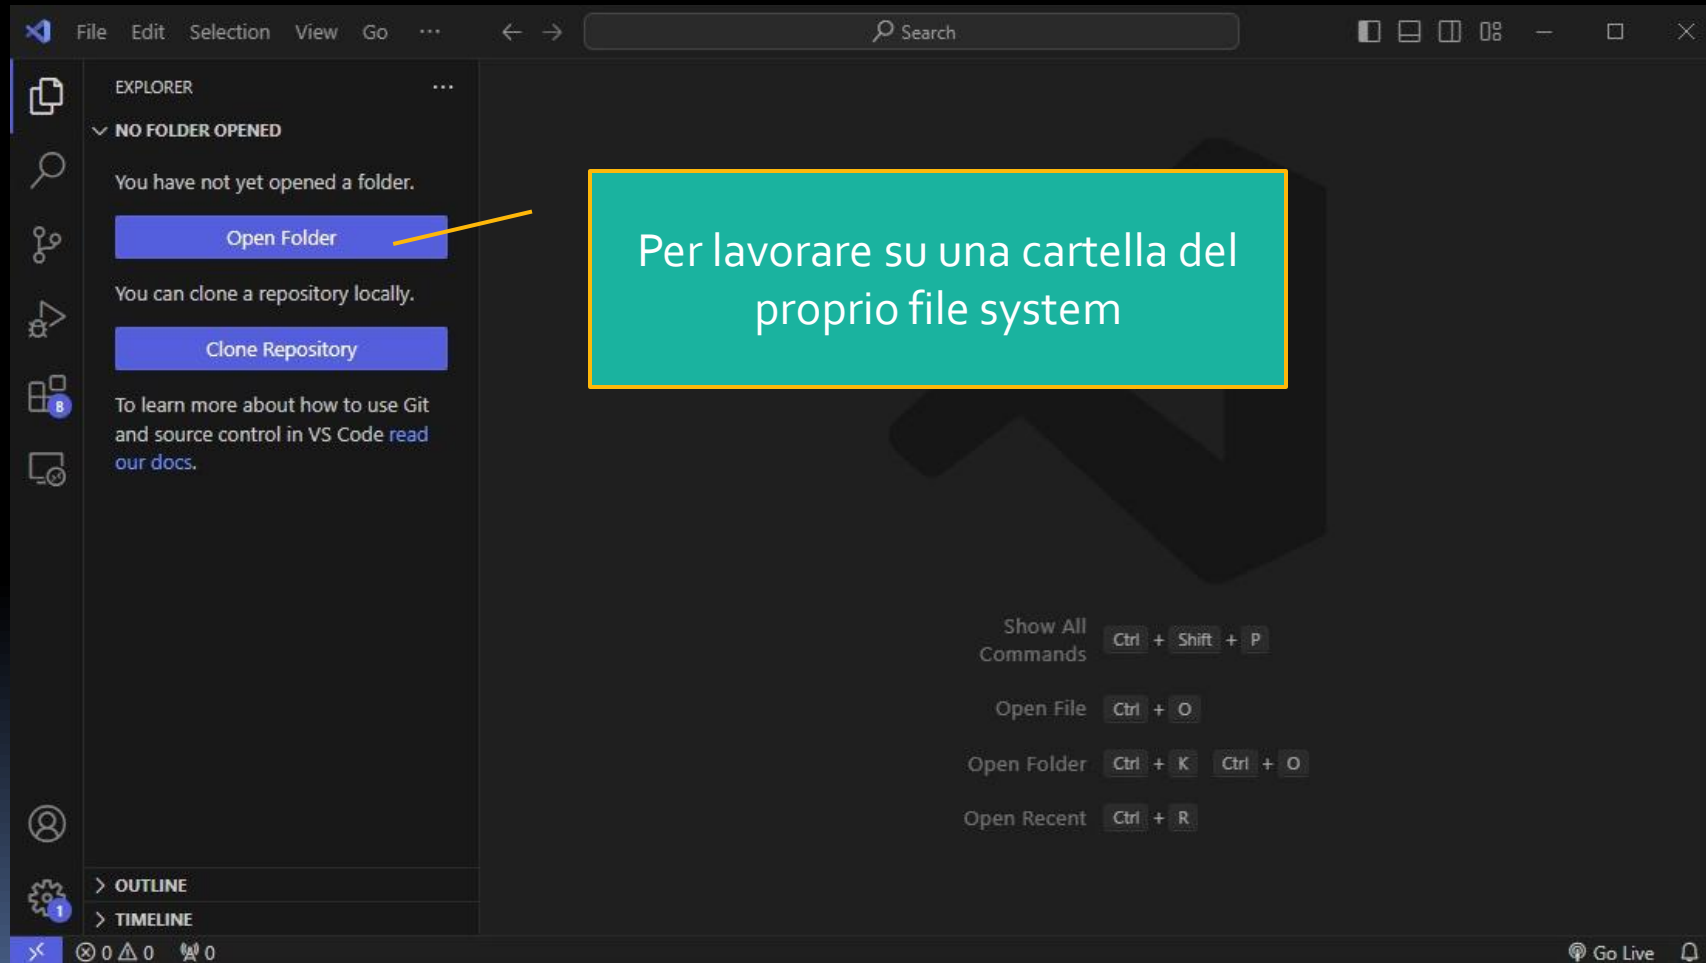 File Edit Selection View Go ...
Search
EXPLORER ...
NO FOLDER OPENED
You have not yet opened a folder.
Open Folder
You can clone a repository locally.
Clone Repository
To learn more about how to use Git
and source control in VS Code read
our docs.
8
Per lavorare su una cartella del
proprio file system
Show All
Commands Ctrl + Shift + P
Open File Ctrl + O
Open Folder Ctrl + K Ctrl + O
Open Recent Ctrl + R
OUTLINE
1
TIMELINE
0 0 0 Go Live